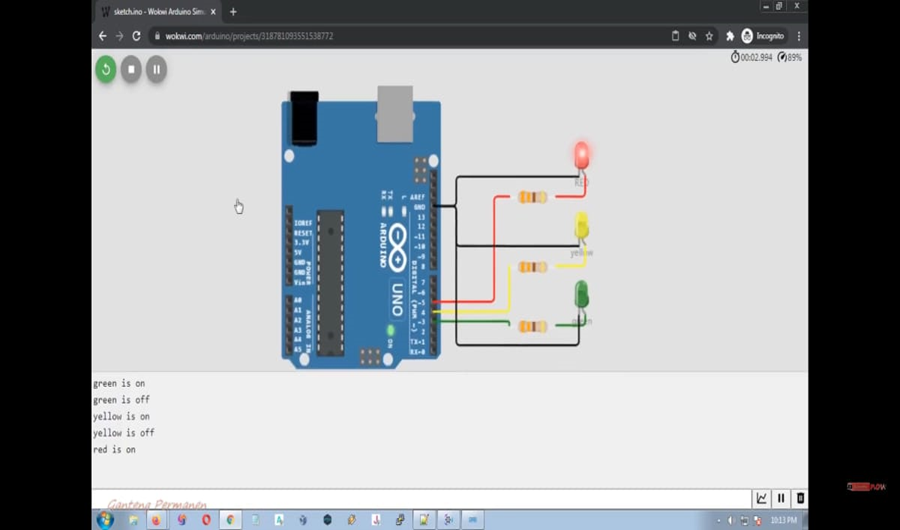 sketch.ino - Wokwi Arduino Simu
wokwi.com/arduino/projects/318781093551538772
Incognito
00:02.994
89%
AREF
GND
13
12
~11
~10
~9
8
7
~6
~5
4
~3
2
TX→1
RX←0
DIGITAL (PWM ~)
L
TX
RX
ARDUINO
UNO
ON
IOREF
RESET
3.3V
5V
GND
GND
Vin
POWER
A0
A1
A2
A3
A4
A5
ANALOG IN
RED
yellow
green is on
green is off
yellow is on
yellow is off
red is on
Ganteng Permanen
10:13 PM